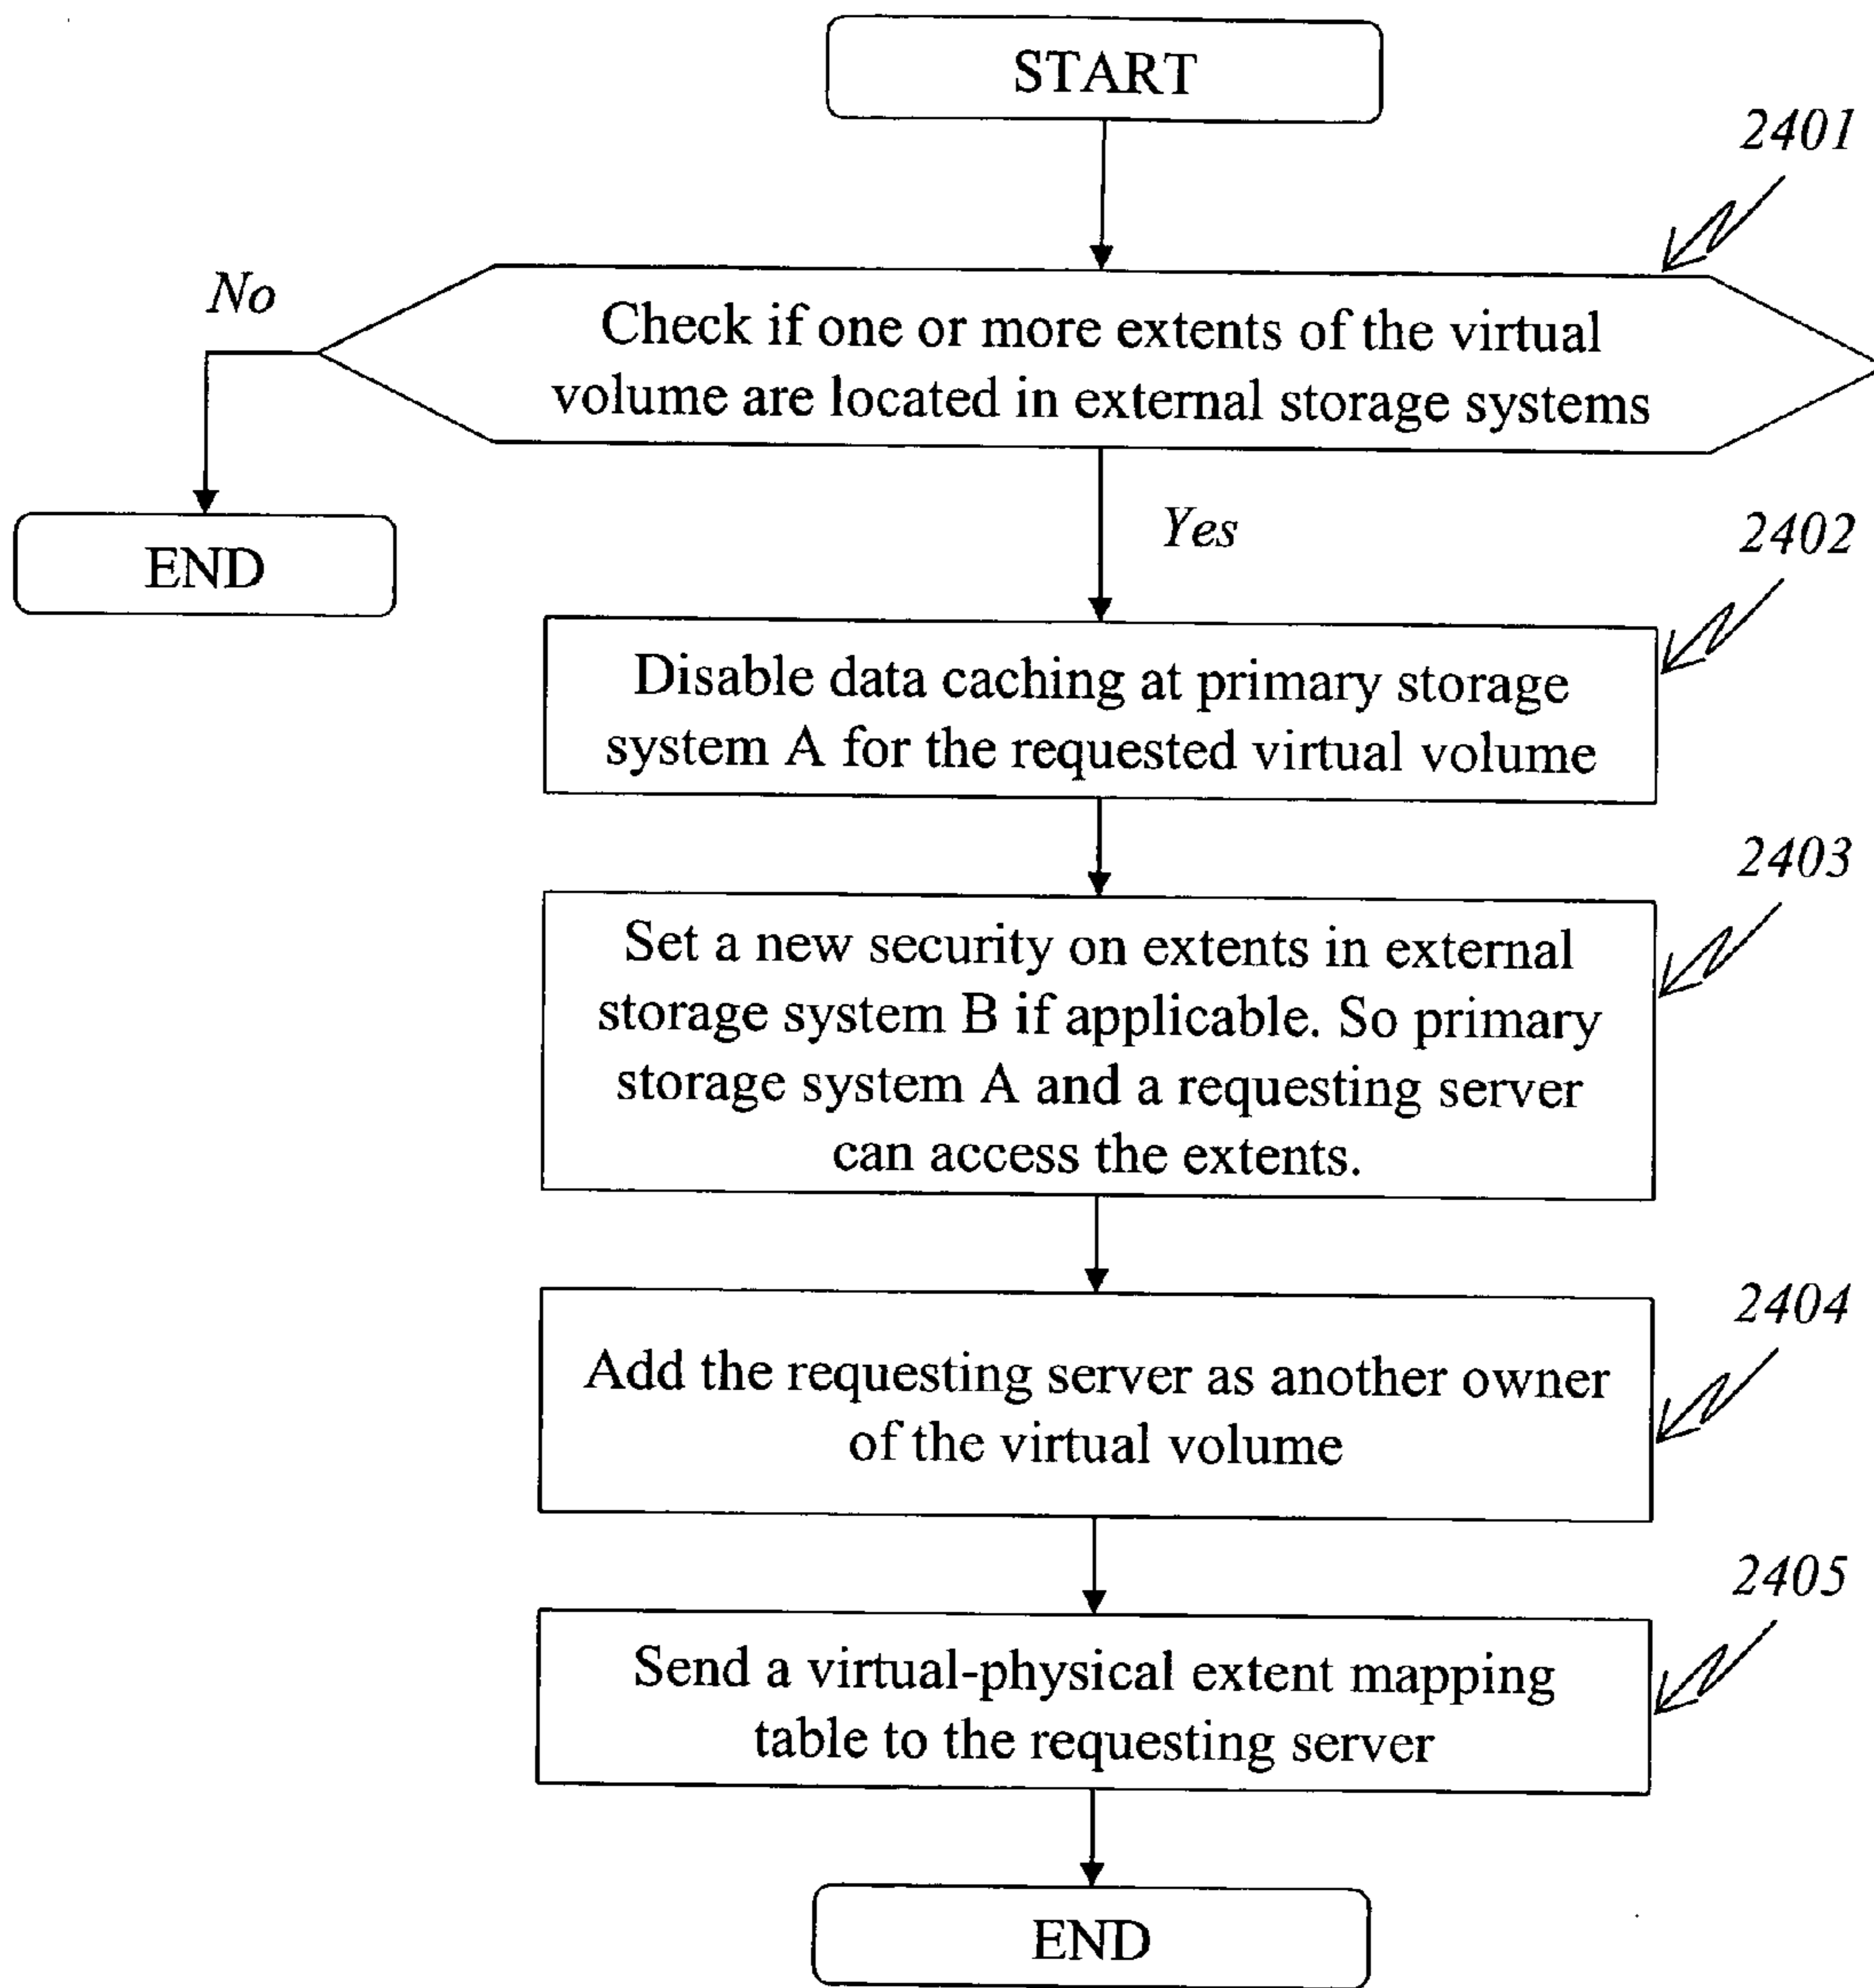 START
2401
No
Check if one or more extents of the virtual
volume are located in external storage systems
END
Yes
2402
Disable data caching at primary storage
system A for the requested virtual volume
2403
Set a new security on extents in external
storage system B if applicable. So primary
storage system A and a requesting server
can access the extents.
2404
Add the requesting server as another owner
of the virtual volume
2405
Send a virtual-physical extent mapping
table to the requesting server
END